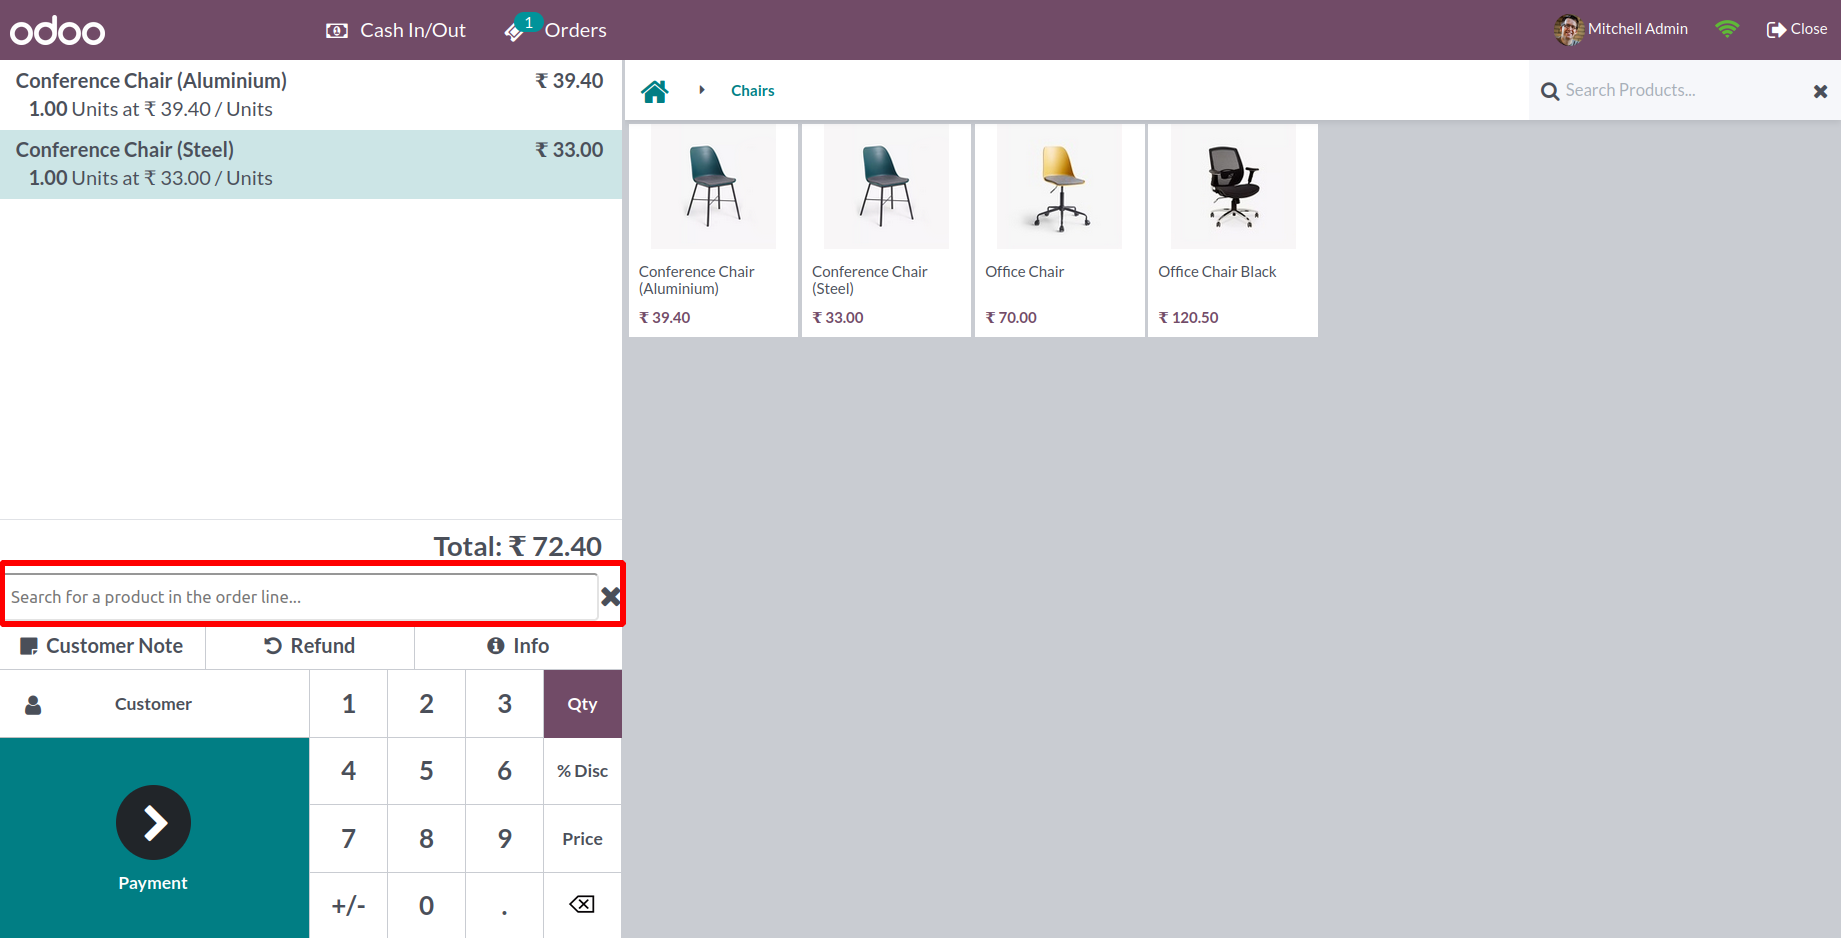 odoo
Cash In/Out
1
Orders
Mitchell Admin
Close
Conference Chair (Aluminium) ₹ 39.40
1.00 Units at ₹ 39.40 / Units
Conference Chair (Steel) ₹ 33.00
1.00 Units at ₹ 33.00 / Units
Total: ₹ 72.40
Search for a product in the order line...
Customer Note
Refund
Info
Customer
1 2 3 Qty
4 5 6 % Disc
7 8 9 Price
+/- 0 .
Payment
Chairs
Search Products...
Conference Chair
(Aluminium)
₹ 39.40
Conference Chair
(Steel)
₹ 33.00
Office Chair
₹ 70.00
Office Chair Black
₹ 120.50